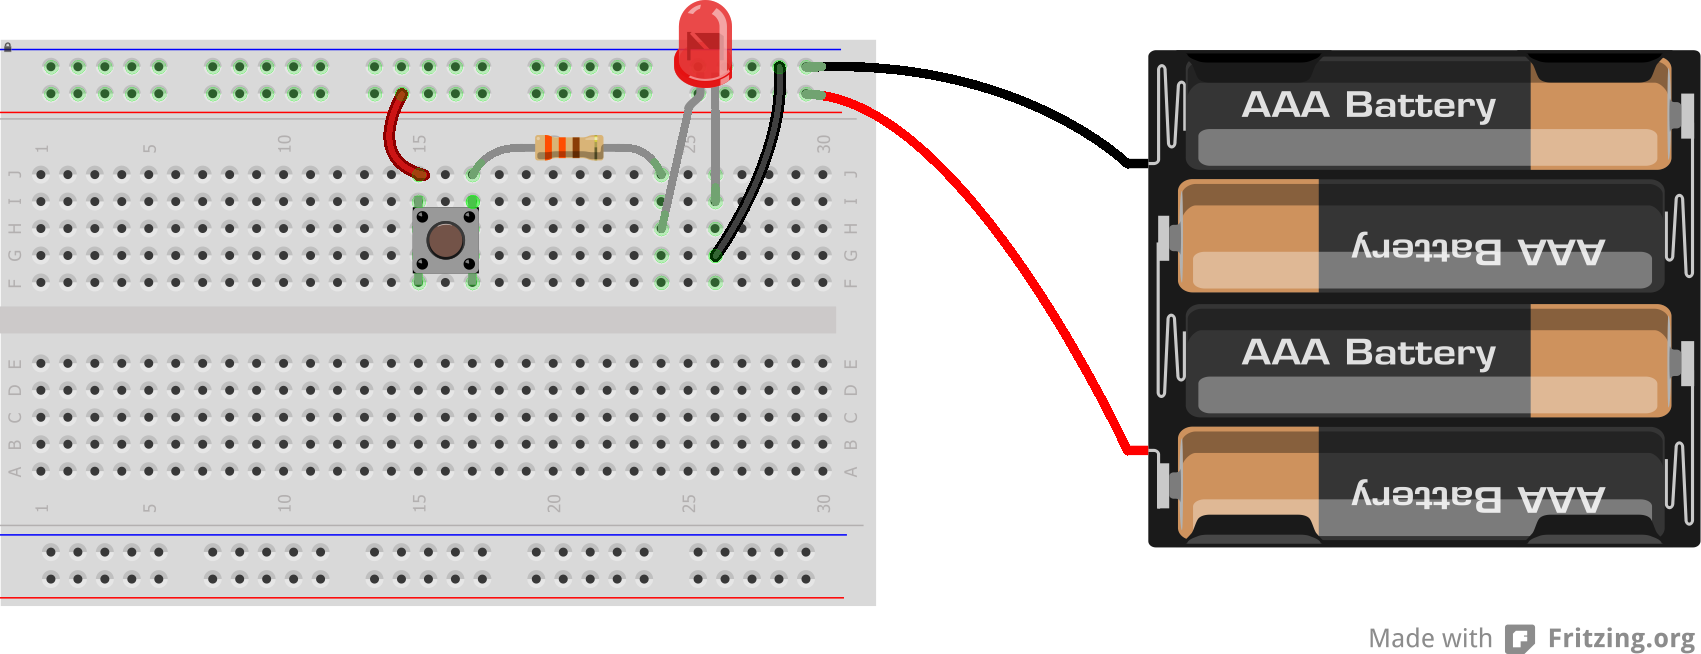 1 5 10 15 25 30
J J
I I
H H
G G
F F
E E
D D
C C
B B
A A
1 5 10 15 20 25 30
AAA Battery
AAA Battery
AAA Battery
AAA Battery
Made with Fritzing.org